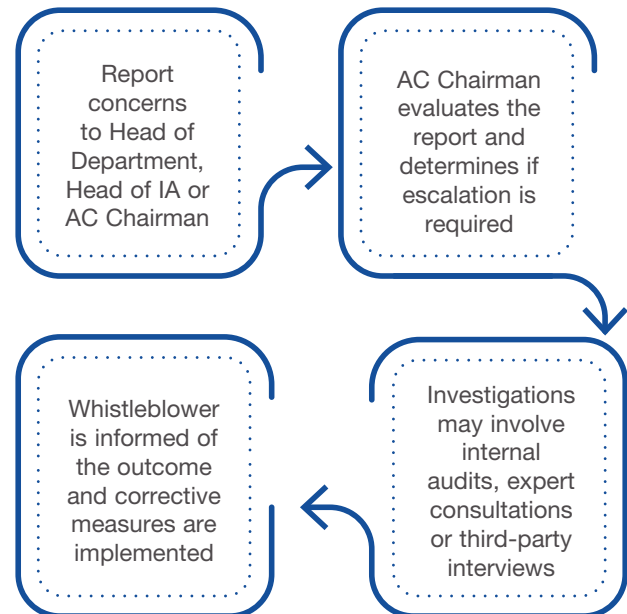 Report
concerns
to Head of
Department,
Head of IA or
AC Chairman
AC Chairman
evaluates the
report and
determines if
escalation is
required
Investigations
may involve
internal
audits, expert
consultations
or third-party
interviews
Whistleblower
is informed of
the outcome
and corrective
measures are
implemented